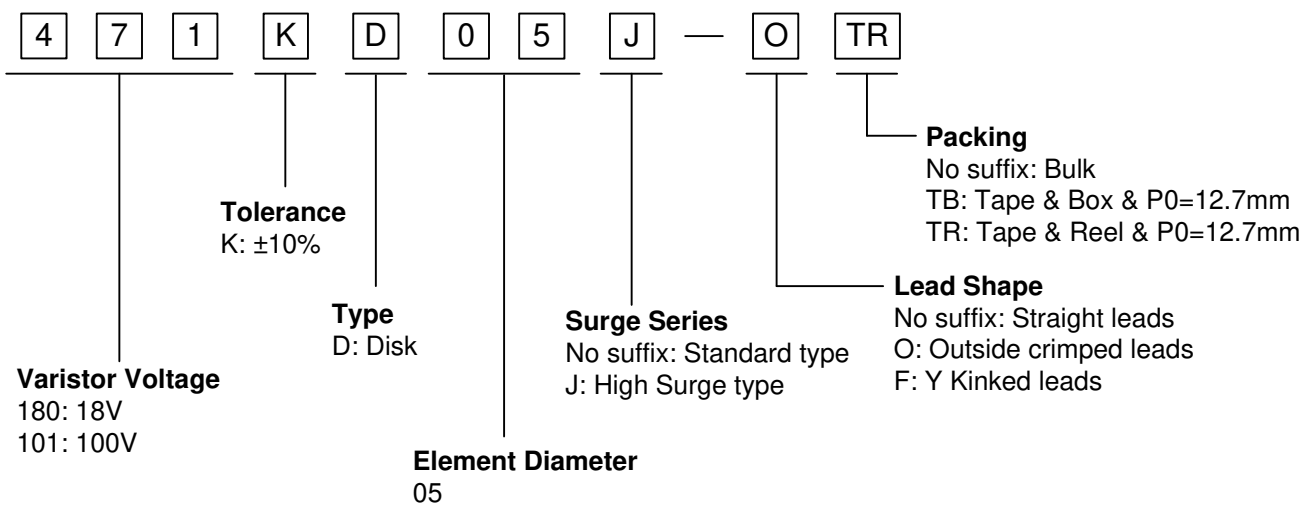 4 7 1 K D 0 5 J — O TR
Packing
No suffix: Bulk
TB: Tape & Box & P0=12.7mm
TR: Tape & Reel & P0=12.7mm
Tolerance
K: ±10%
Lead Shape
No suffix: Straight leads
O: Outside crimped leads
F: Y Kinked leads
Type
D: Disk
Surge Series
No suffix: Standard type
J: High Surge type
Varistor Voltage
180: 18V
101: 100V
Element Diameter
05